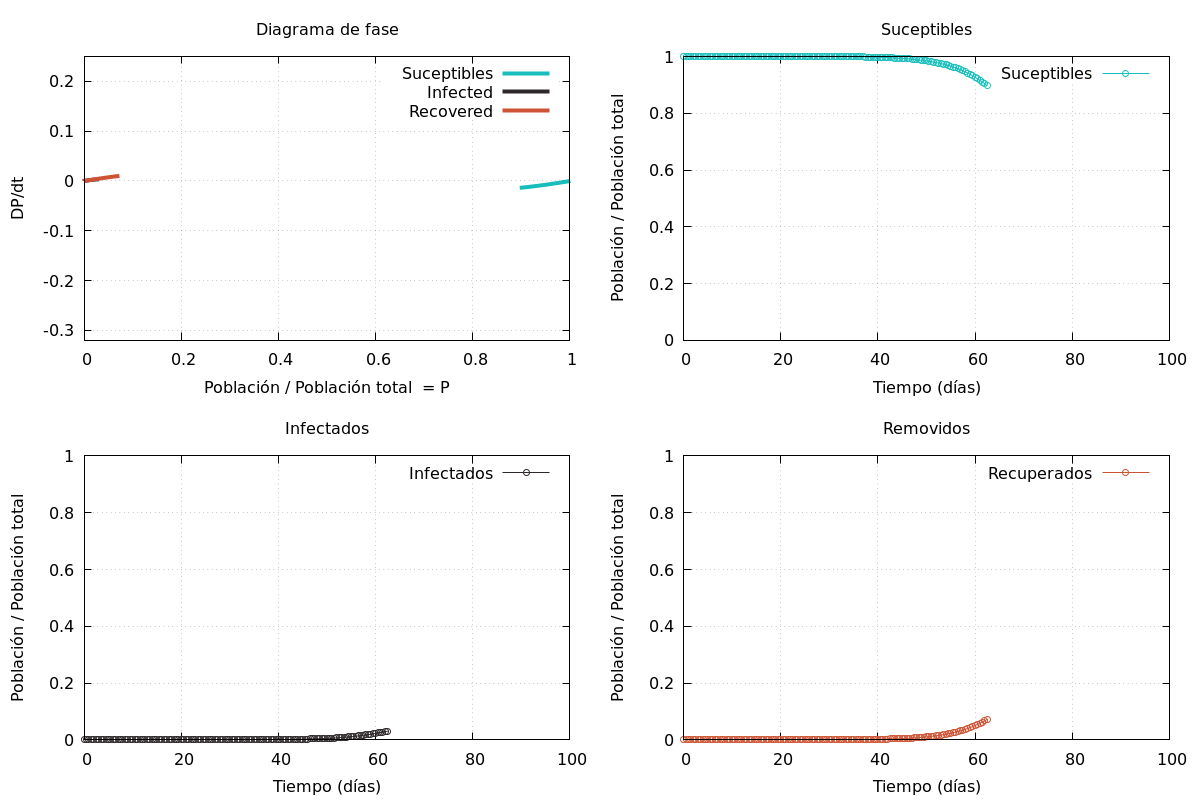 Diagrama de fase
Suceptibles
Infected
Recovered
0.2
0.1
0
-0.1
-0.2
-0.3
DP/dt
0 0.2 0.4 0.6 0.8 1
Población / Población total = P
Suceptibles
Suceptibles
1
0.8
0.6
0.4
0.2
0
Población / Población total
0 20 40 60 80 100
Tiempo (días)
Infectados
Infectados
1
0.8
0.6
0.4
0.2
0
Población / Población total
0 20 40 60 80 100
Tiempo (días)
Removidos
Recuperados
1
0.8
0.6
0.4
0.2
0
Población / Población total
0 20 40 60 80 100
Tiempo (días)